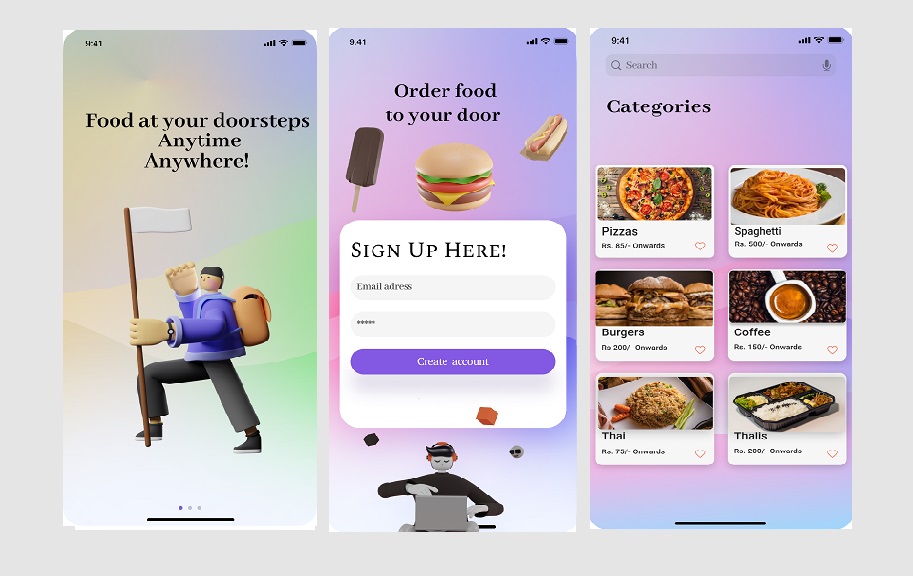 9:41
Food at your doorsteps
Anytime
Anywhere!
9.41
Order food
to your door
SIGN UP HERE!
Email adress
*****
Create account
9:41
Search
Categories
Pizzas
Rs. 85/- Onwards
Spaghetti
Rs. 500/- Onwards
Burgers
Rs 200/- Onwards
Coffee
Rs. 150/- Onwards
Thai
Rs. 75/- Onwards
Thalis
Rs. 200/- Onwards